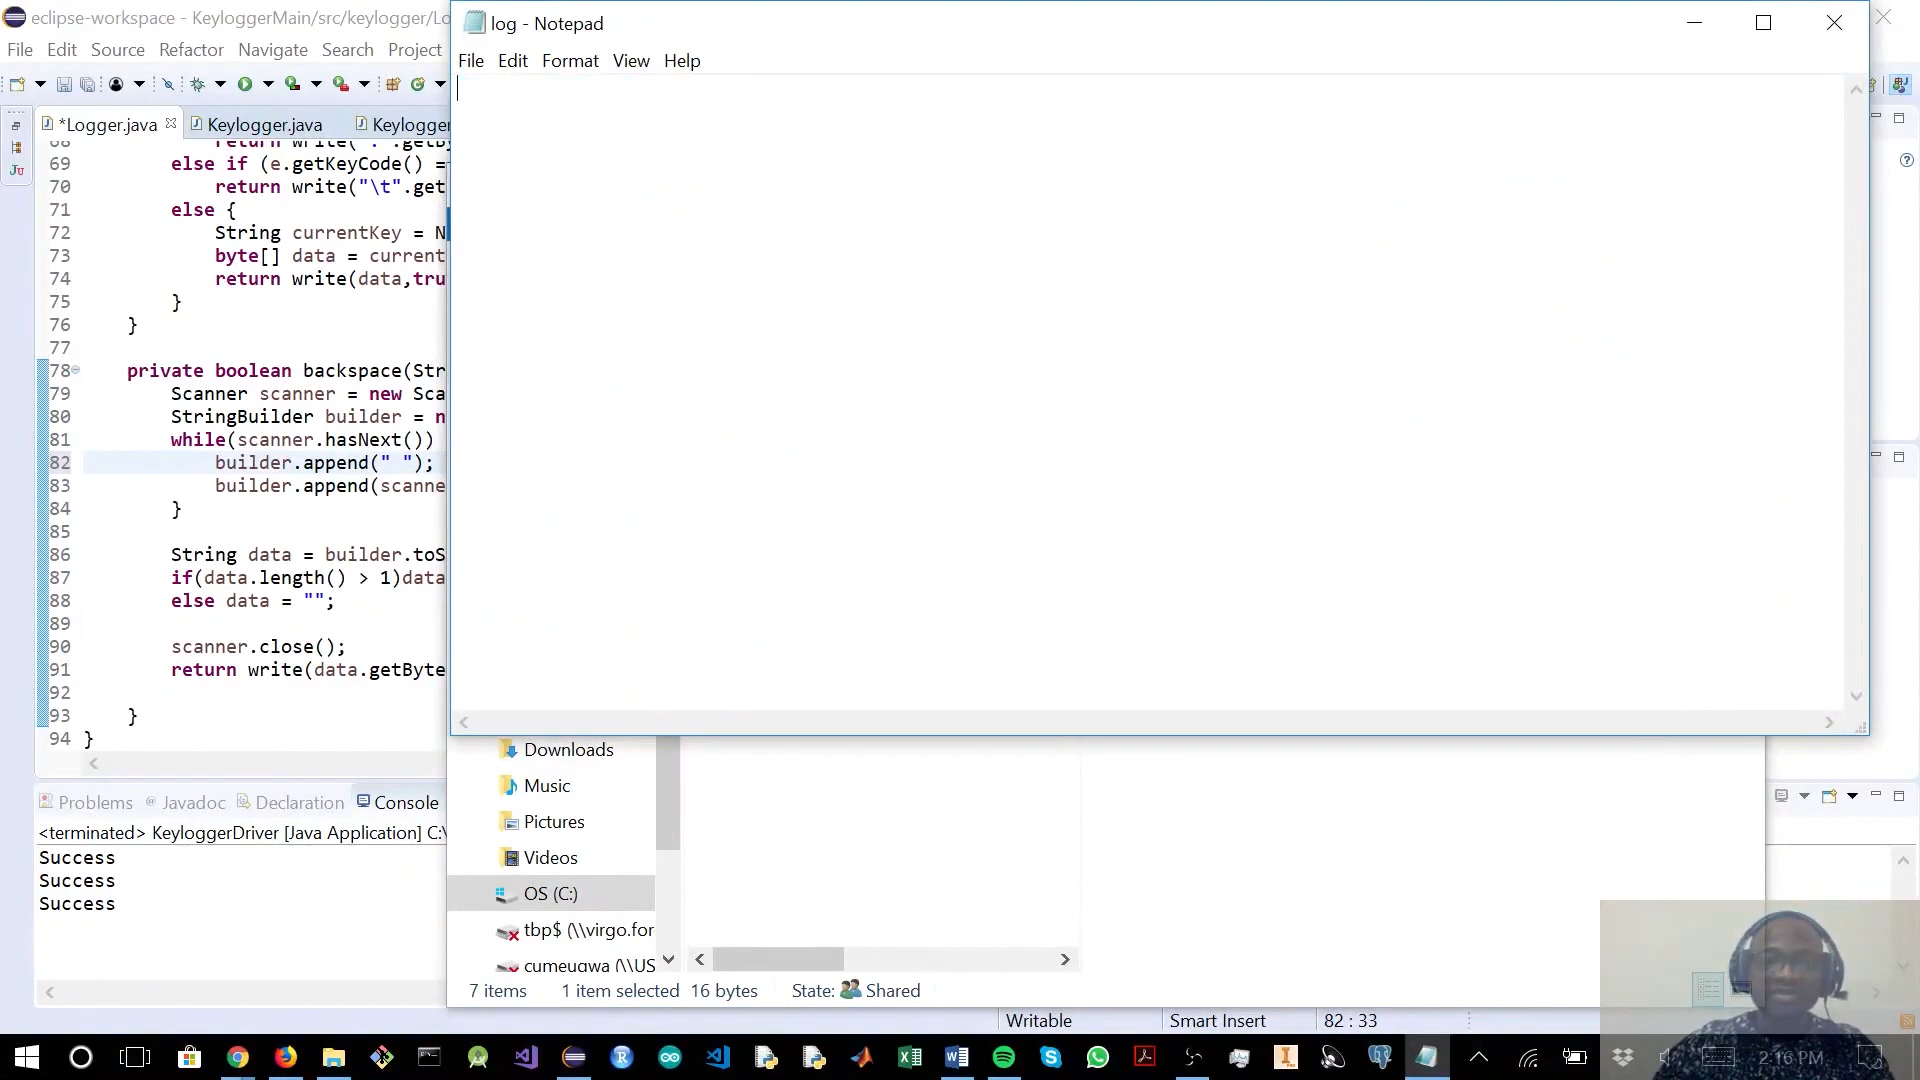 eclipse-workspace - KeyloggerMain/src/keylogger/Lo
File Edit Source Refactor Navigate Search Project
*Logger.java Keylogger.java Keylogger
68 return write(" .getBy
69 else if (e.getKeyCode() =
70 return write("\t".get
71 else {
72 String currentKey = N
73 byte[] data = current
74 return write(data,tru
75 }
76 }
77
78 private boolean backspace(Str
79 Scanner scanner = new Sca
80 StringBuilder builder = n
81 while(scanner.hasNext())
82 builder.append(" ");
83 builder.append(scanne
84 }
85
86 String data = builder.toS
87 if(data.length() > 1)data
88 else data = "";
89
90 scanner.close();
91 return write(data.getByte
92
93 }
94 }
Problems Javadoc Declaration Console
<terminated> KeyloggerDriver [Java Application] C:\
Success
Success
Success
log - Notepad
File Edit Format View Help
Downloads
Music
Pictures
Videos
OS (C:)
tbp$ (\\virgo.for
cumeugwa (\\US
7 items 1 item selected 16 bytes State: Shared
Writable Smart Insert 82 : 33
2:16 PM